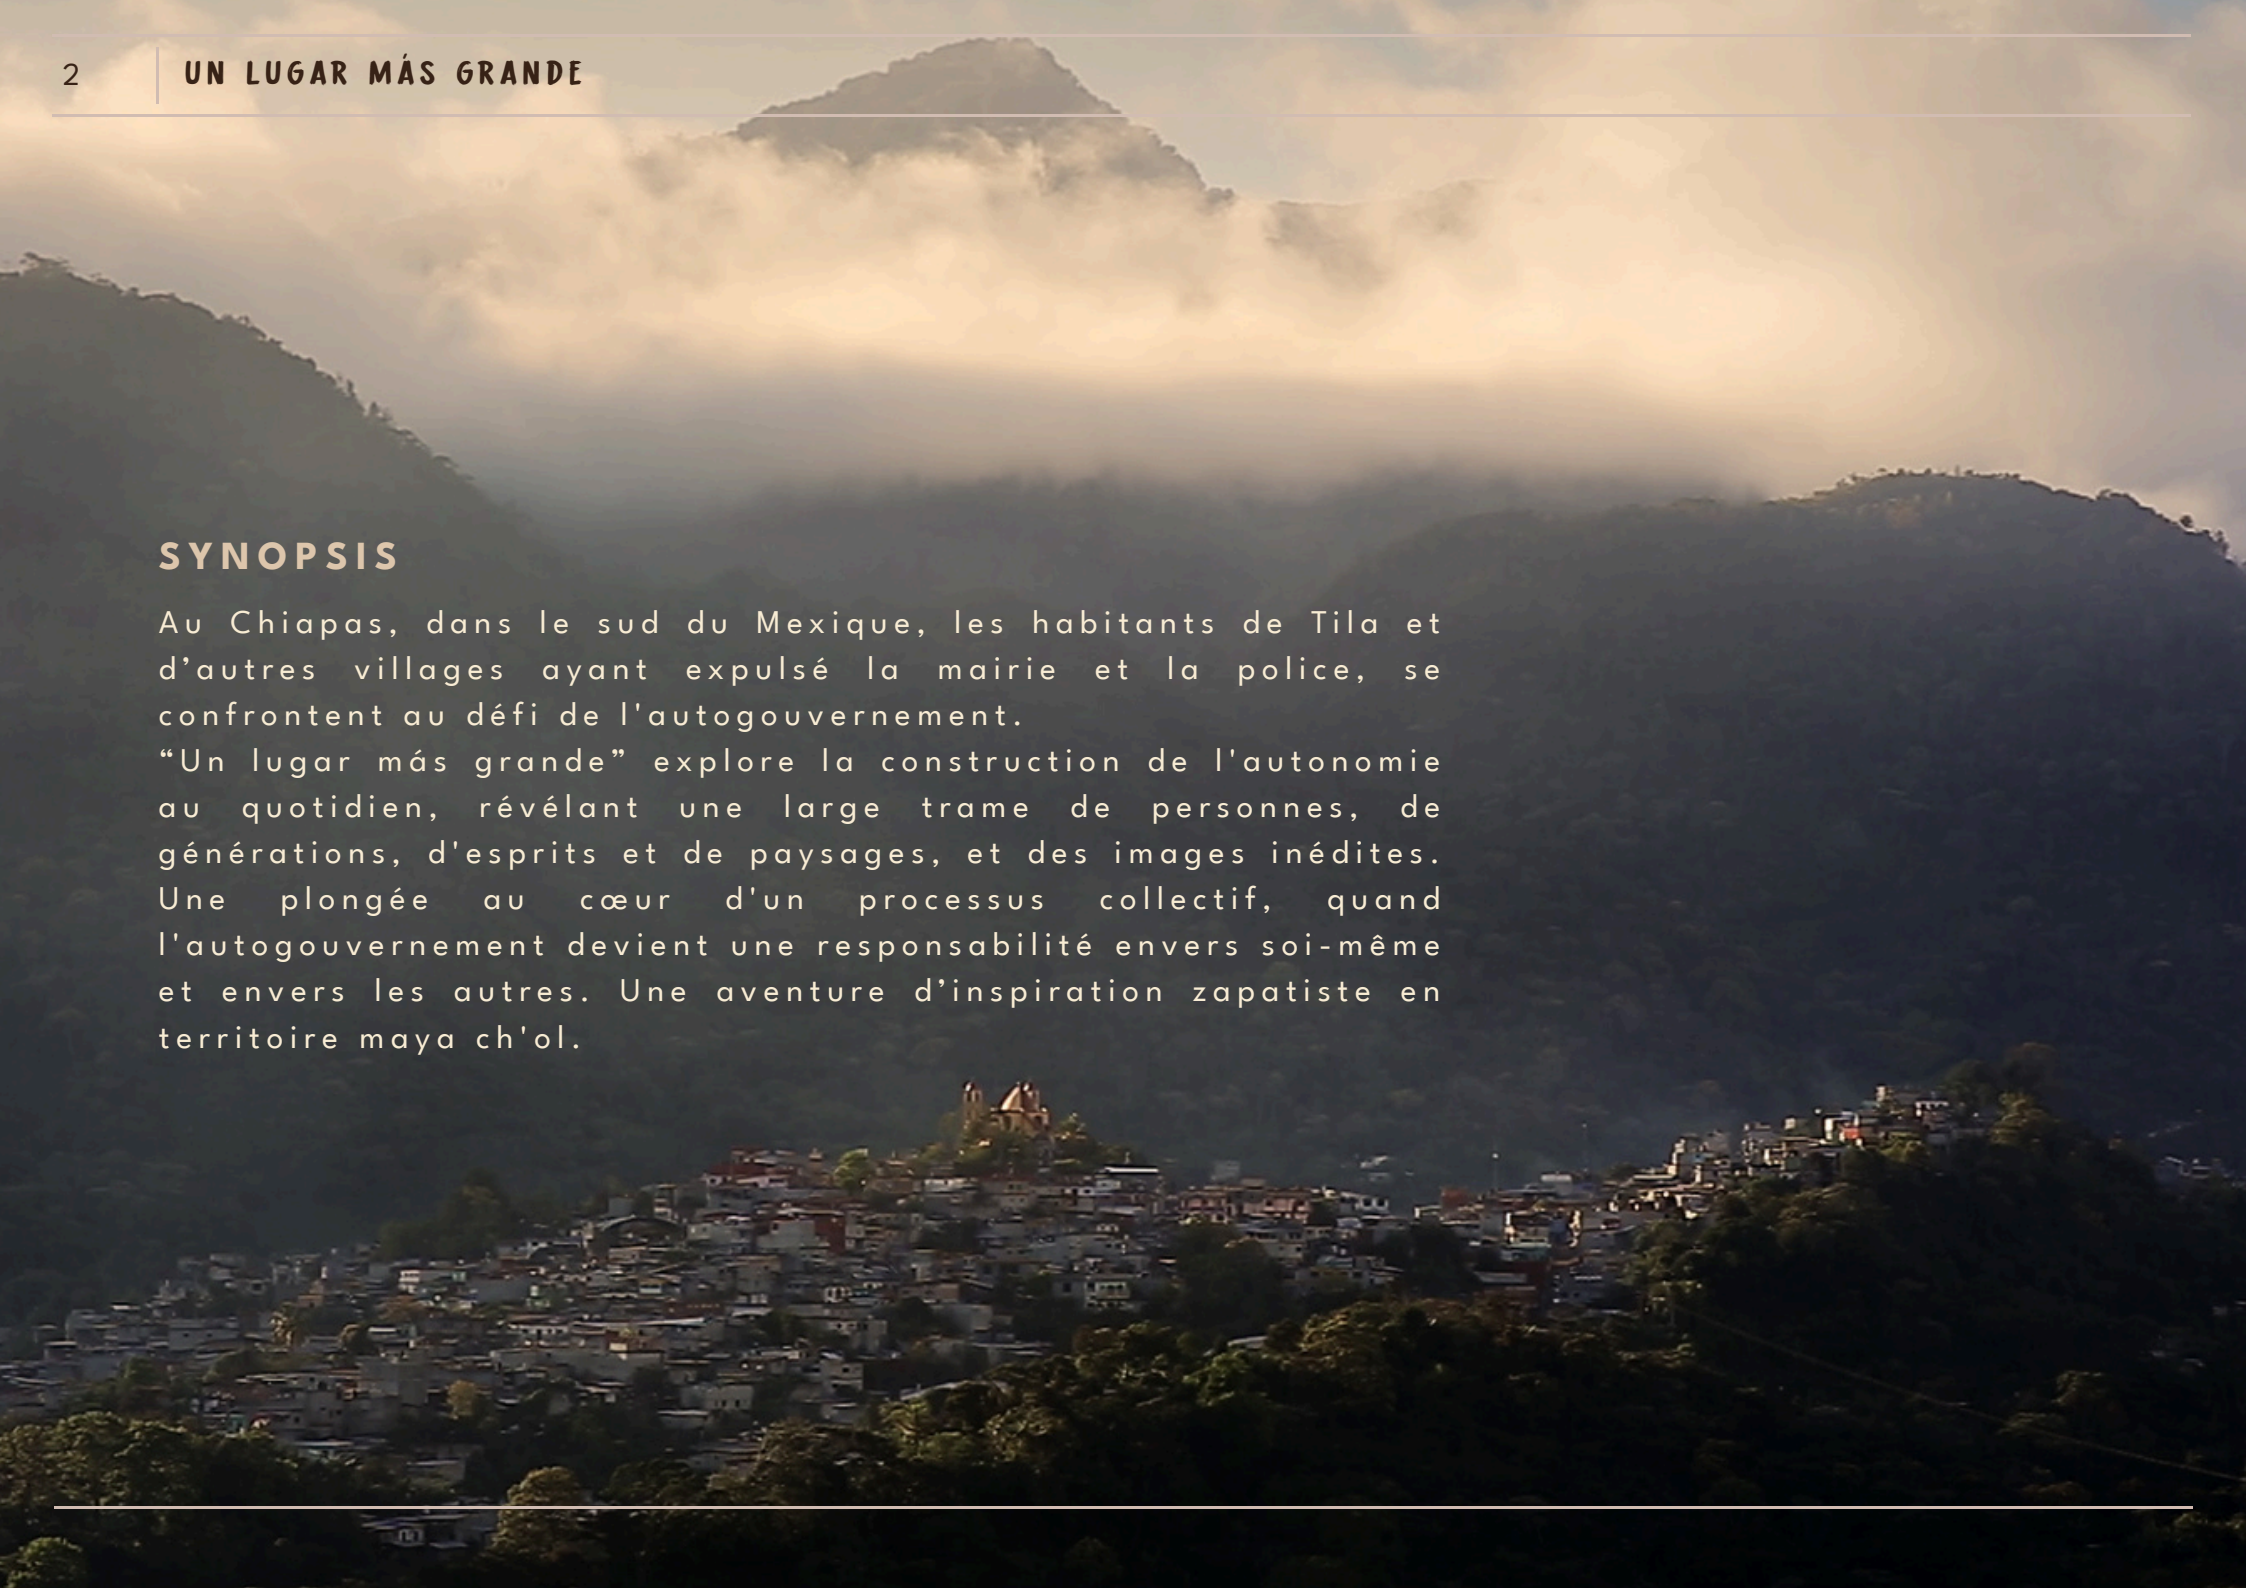 2
UN LUGAR MÁS GRANDE
SYNOPSIS
Au Chiapas, dans le sud du Mexique, les habitants de Tila et
d’autres villages ayant expulsé la mairie et la police, se
confrontent au défi de l'autogouvernement.
“Un lugar más grande” explore la construction de l'autonomie
au quotidien, révélant une large trame de personnes, de
générations, d'esprits et de paysages, et des images inédites.
Une plongée au cœur d'un processus collectif, quand
l'autogouvernement devient une responsabilité envers soi-même
et envers les autres. Une aventure d’inspiration zapatiste en
territoire maya ch'ol.